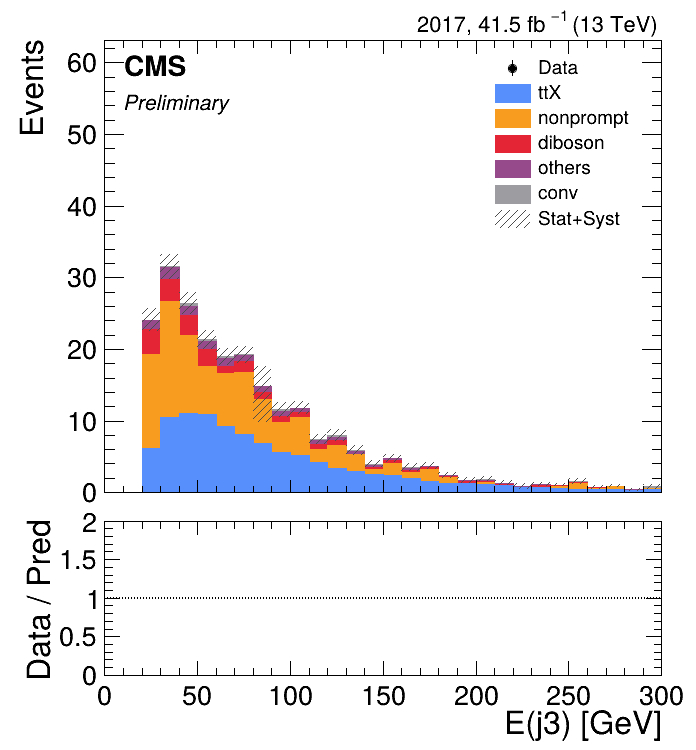 2017, 41.5 fb⁻¹ (13 TeV)
CMS
Preliminary
Events
Data
ttX
nonprompt
diboson
others
conv
Stat+Syst
60
50
40
30
20
10
0
Data / Pred
2
1.5
1
0.5
0
0 50 100 150 200 250 300
E(j3) [GeV]